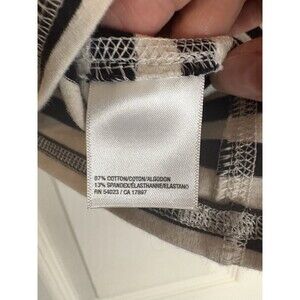 87% COTTON/COTON/ALGODON
13% SPANDEX/ELASTHANNE/ELASTANO
RN 54023 / CA 17897